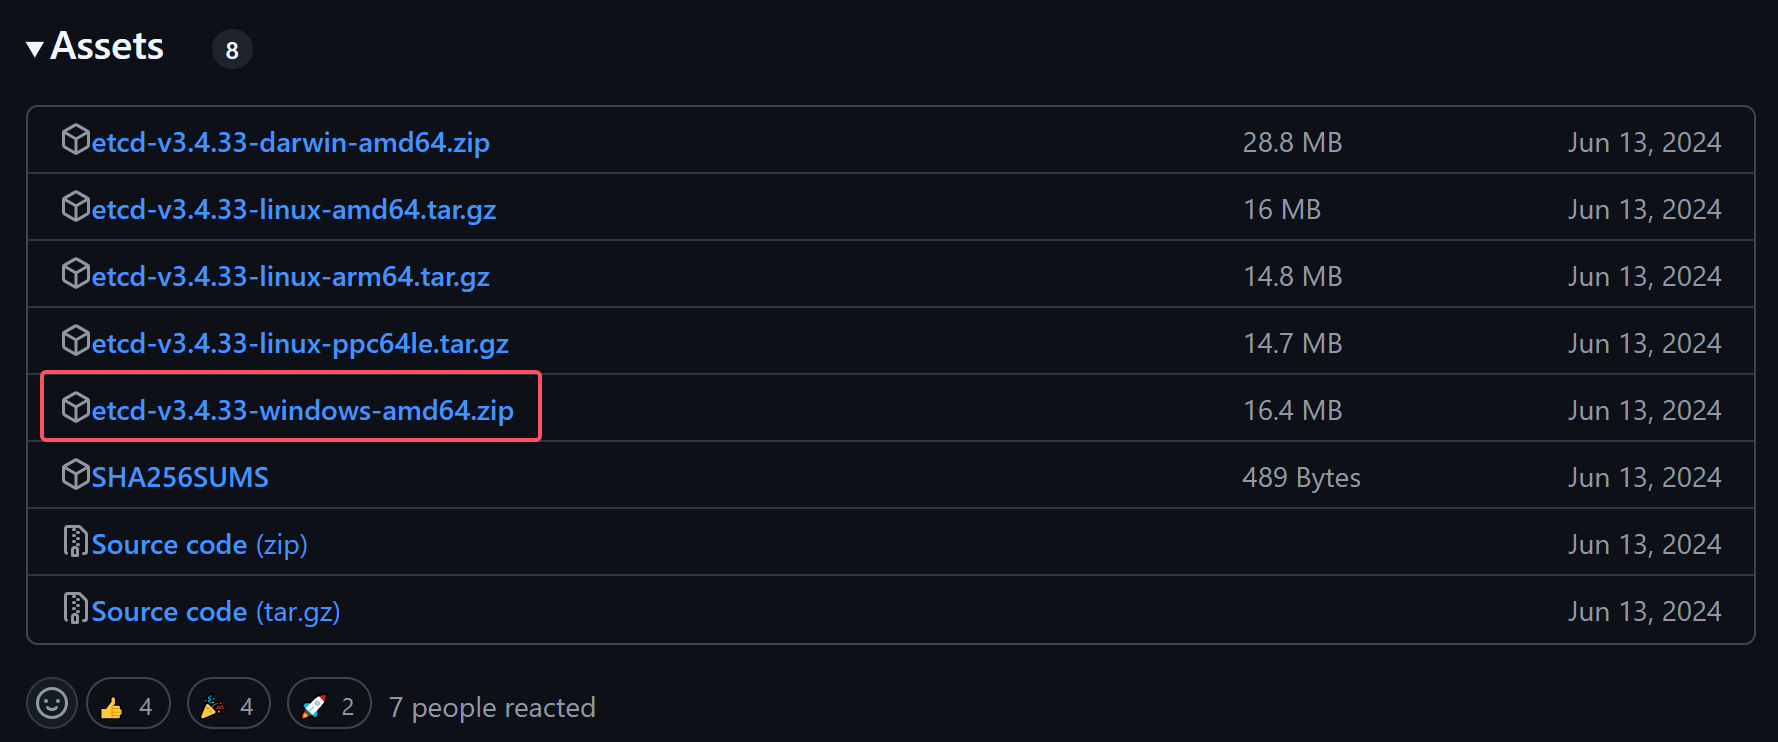 Assets 8
etcd-v3.4.33-darwin-amd64.zip 28.8 MB Jun 13, 2024
etcd-v3.4.33-linux-amd64.tar.gz 16 MB Jun 13, 2024
etcd-v3.4.33-linux-arm64.tar.gz 14.8 MB Jun 13, 2024
etcd-v3.4.33-linux-ppc64le.tar.gz 14.7 MB Jun 13, 2024
etcd-v3.4.33-windows-amd64.zip 16.4 MB Jun 13, 2024
SHA256SUMS 489 Bytes Jun 13, 2024
Source code (zip) Jun 13, 2024
Source code (tar.gz) Jun 13, 2024
4 4 2 7 people reacted